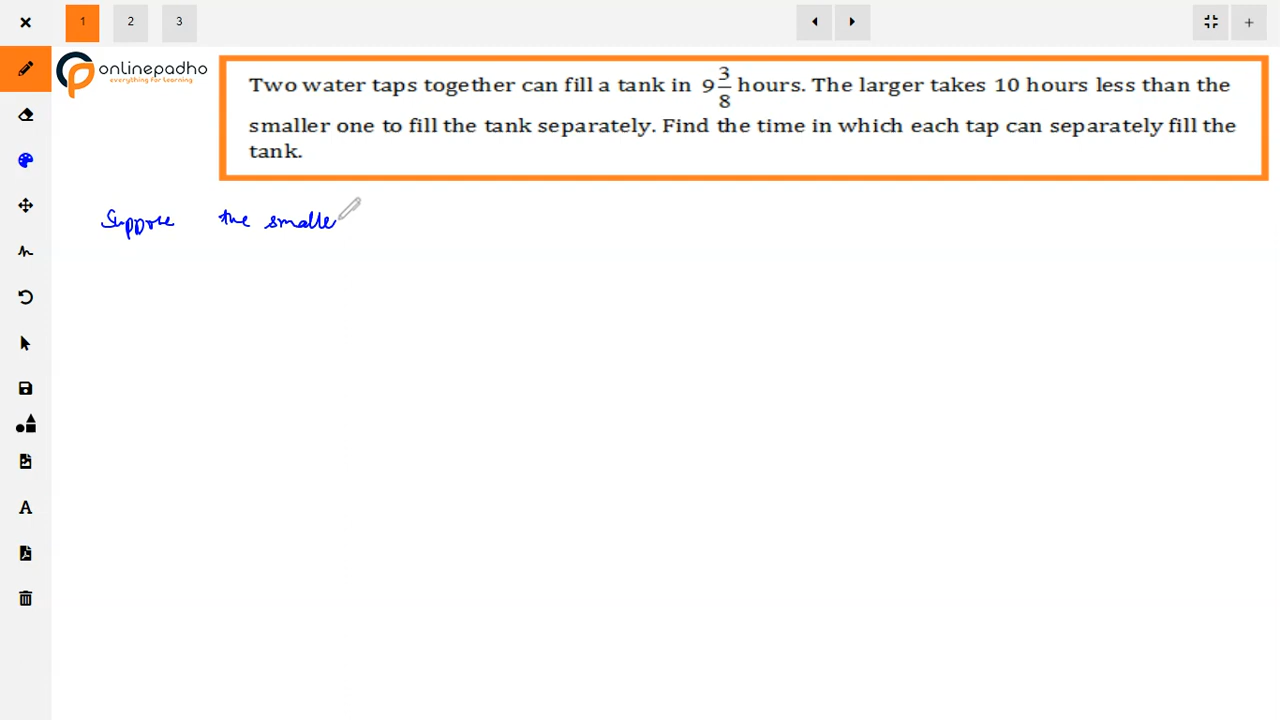 1 2 3
onlinepadho
everything for learning
Two water taps together can fill a tank in 9 3/8 hours. The larger takes 10 hours less than the
smaller one to fill the tank separately. Find the time in which each tap can separately fill the
tank.
Suppose the smalle
A